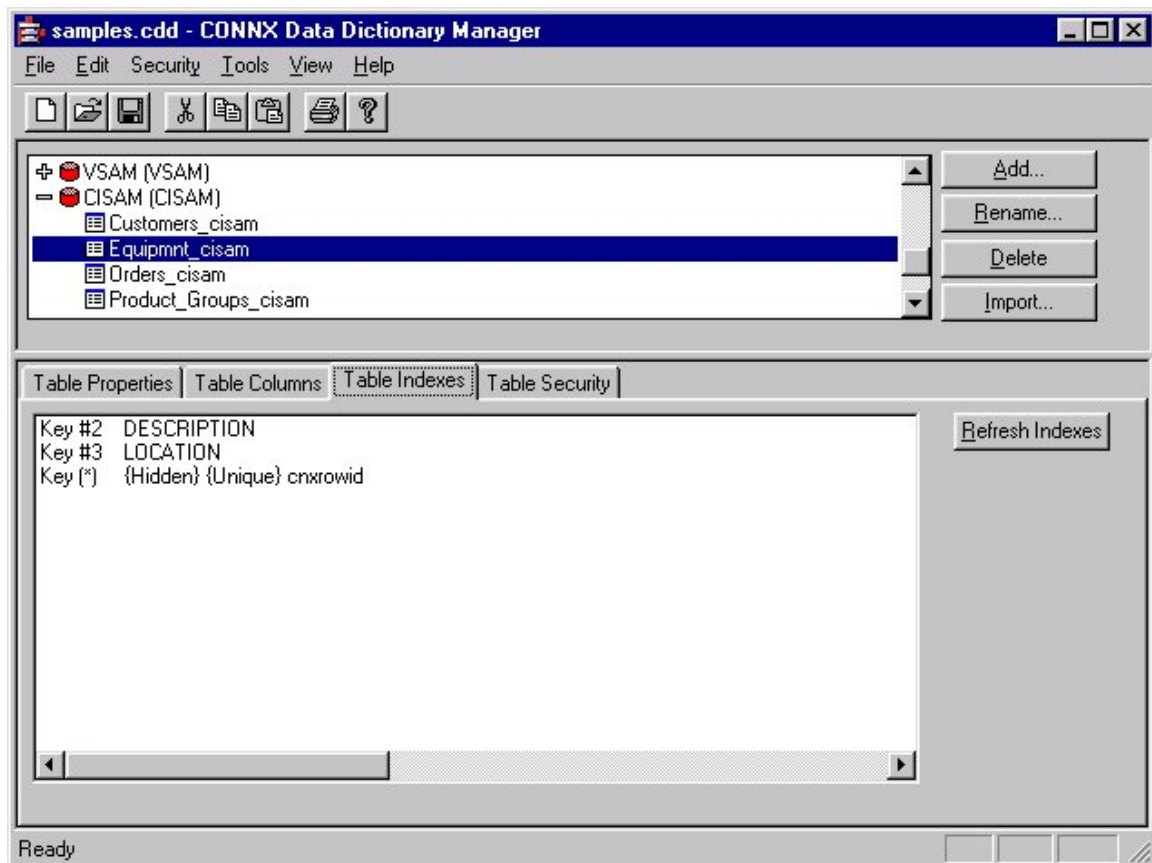 samples.cdd - CONNX Data Dictionary Manager
File Edit Security Tools View Help
VSAM (VSAM)
CISAM (CISAM)
Customers_cisam
Equipmnt_cisam
Orders_cisam
Product_Groups_cisam
Add...
Rename...
Delete
Import...
Table Properties Table Columns Table Indexes Table Security
Key #2 DESCRIPTION
Key #3 LOCATION
Key (*) {Hidden} {Unique} cnxrowid
Refresh Indexes
Ready